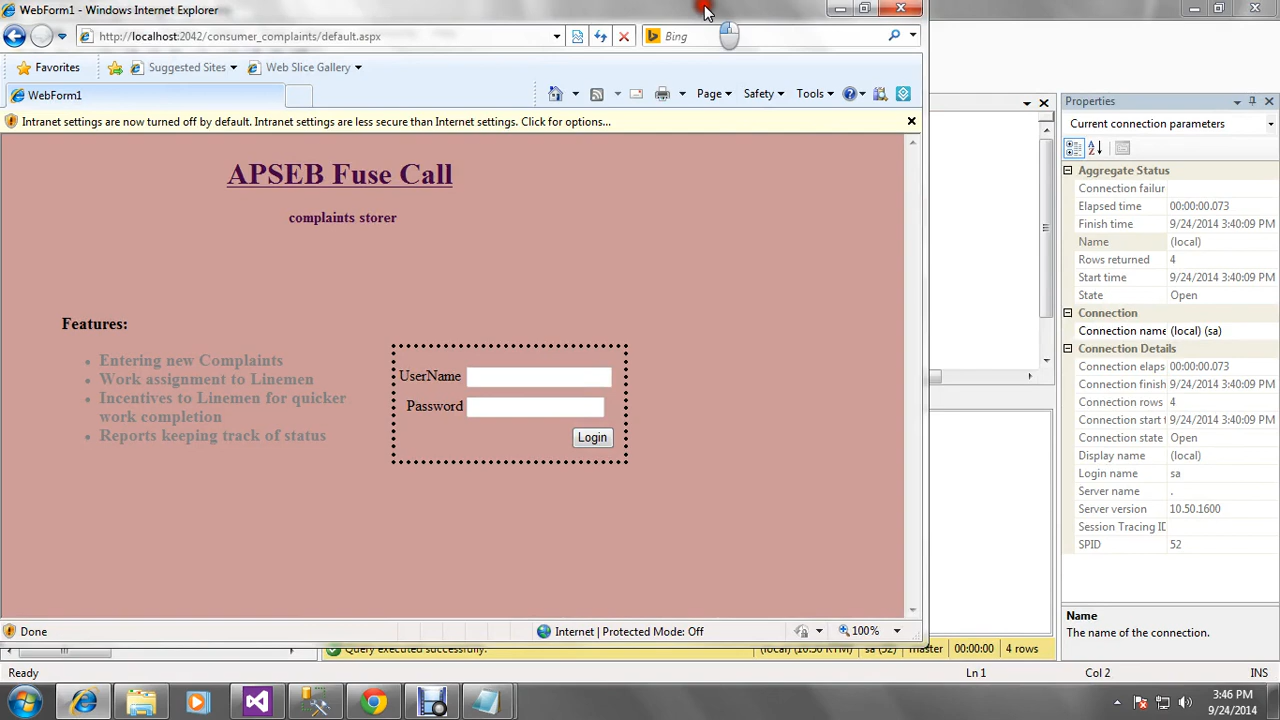 WebForm1 - Windows Internet Explorer
http://localhost:2042/consumer_complaints/default.aspx
Bing
Favorites
Suggested Sites
Web Slice Gallery
WebForm1
Page
Safety
Tools
Intranet settings are now turned off by default. Intranet settings are less secure than Internet settings. Click for options...
APSEB Fuse Call
complaints storer
Features:
Entering new Complaints
Work assignment to Linemen
Incentives to Linemen for quicker
work completion
Reports keeping track of status
UserName
Password
Login
Done
Internet | Protected Mode: Off
100%
Properties
Current connection parameters
Aggregate Status
Connection failur
Elapsed time 00:00:00.073
Finish time 9/24/2014 3:40:09 PM
Name (local)
Rows returned 4
Start time 9/24/2014 3:40:09 PM
State Open
Connection
Connection name (local) (sa)
Connection Details
Connection elaps 00:00:00.073
Connection finish 9/24/2014 3:40:09 PM
Connection rows 4
Connection start t 9/24/2014 3:40:09 PM
Connection state Open
Display name (local)
Login name sa
Server name .
Server version 10.50.1600
Session Tracing ID
SPID 52
Name
The name of the connection.
Query executed successfully. (local) (10.50 RTM) sa (52) master 00:00:00 4 rows
Ready Ln 1 Col 2 INS
3:46 PM
9/24/2014